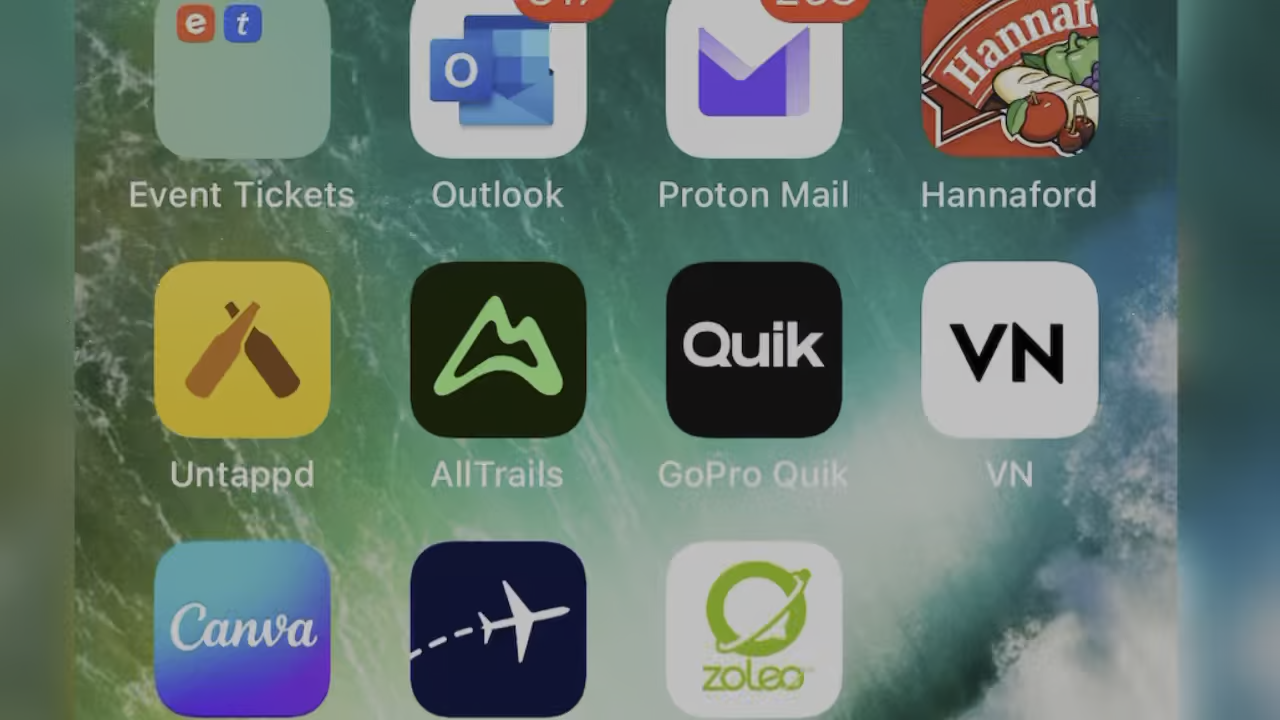 e t
Hannaf
Event Tickets
Outlook
Proton Mail
Hannaford
Quik
VN
Untappd
AllTrails
GoPro Quik
VN
Canva
zoleo